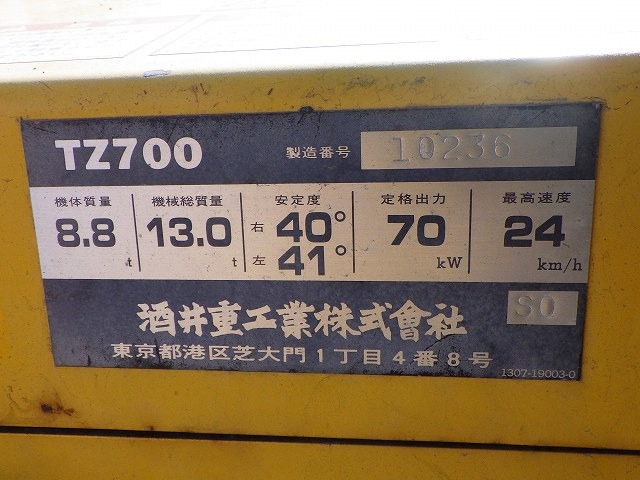 TZ700 製造番号 10236
機体質量 機械総質量 安定度 定格出力 最高速度
8.8 t 13.0 t 右 40° 左 41° 70 kW 24 km/h
酒井重工業株式會社 SO
東京都港区芝大門1丁目4番8号
1307-19003-0